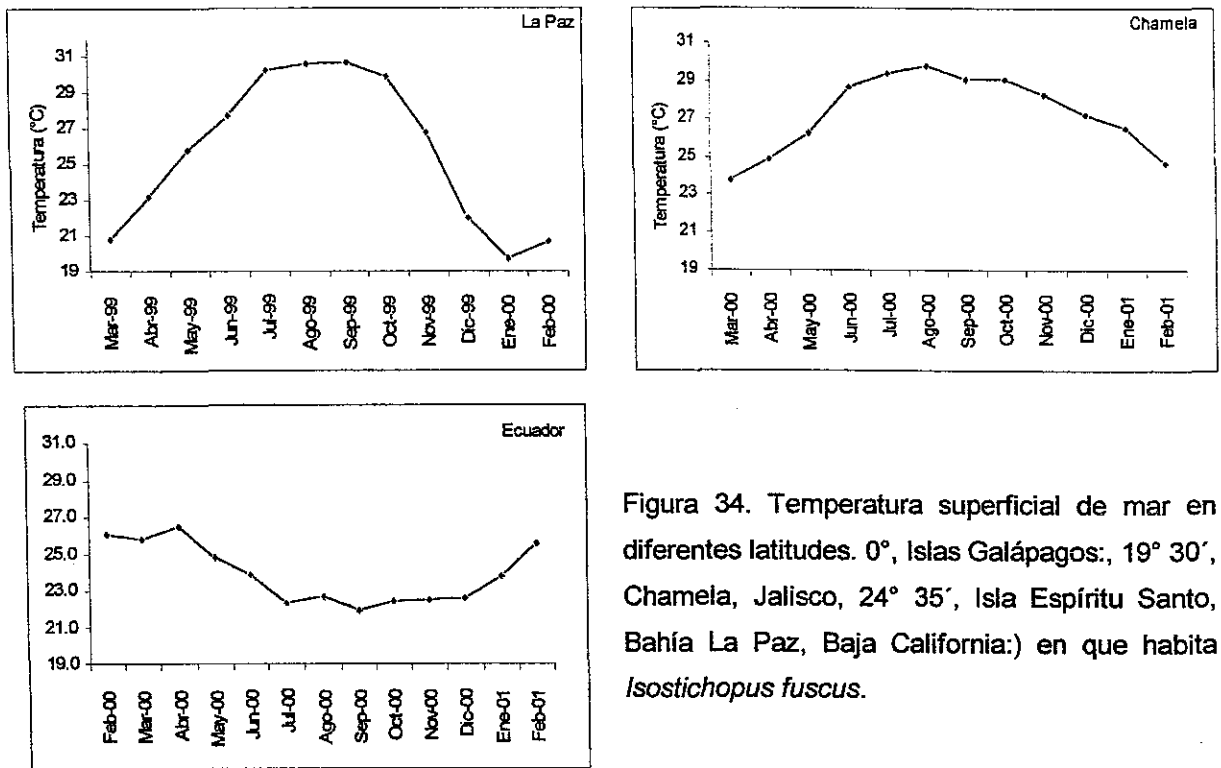 La Paz
Temperatura (°C)
31
29
27
25
23
21
19
Mar-99
Abr-99
May-99
Jun-99
Jul-99
Ago-99
Sep-99
Oct-99
Nov-99
Dic-99
Ene-00
Feb-00
Chamela
Temperatura (°C)
31
29
27
25
23
21
19
Mar-00
Abr-00
May-00
Jun-00
Jul-00
Ago-00
Sep-00
Oct-00
Nov-00
Dic-00
Ene-01
Feb-01
Ecuador
31.0
29.0
27.0
25.0
23.0
21.0
19.0
Feb-00
Mar-00
Abr-00
May-00
Jun-00
Jul-00
Ago-00
Sep-00
Oct-00
Nov-00
Dic-00
Ene-01
Feb-01
Figura 34. Temperatura superficial de mar en
diferentes latitudes. 0°, Islas Galápagos:, 19° 30´,
Chamela, Jalisco, 24° 35´, Isla Espíritu Santo,
Bahía La Paz, Baja California:) en que habita
Isostichopus fuscus.